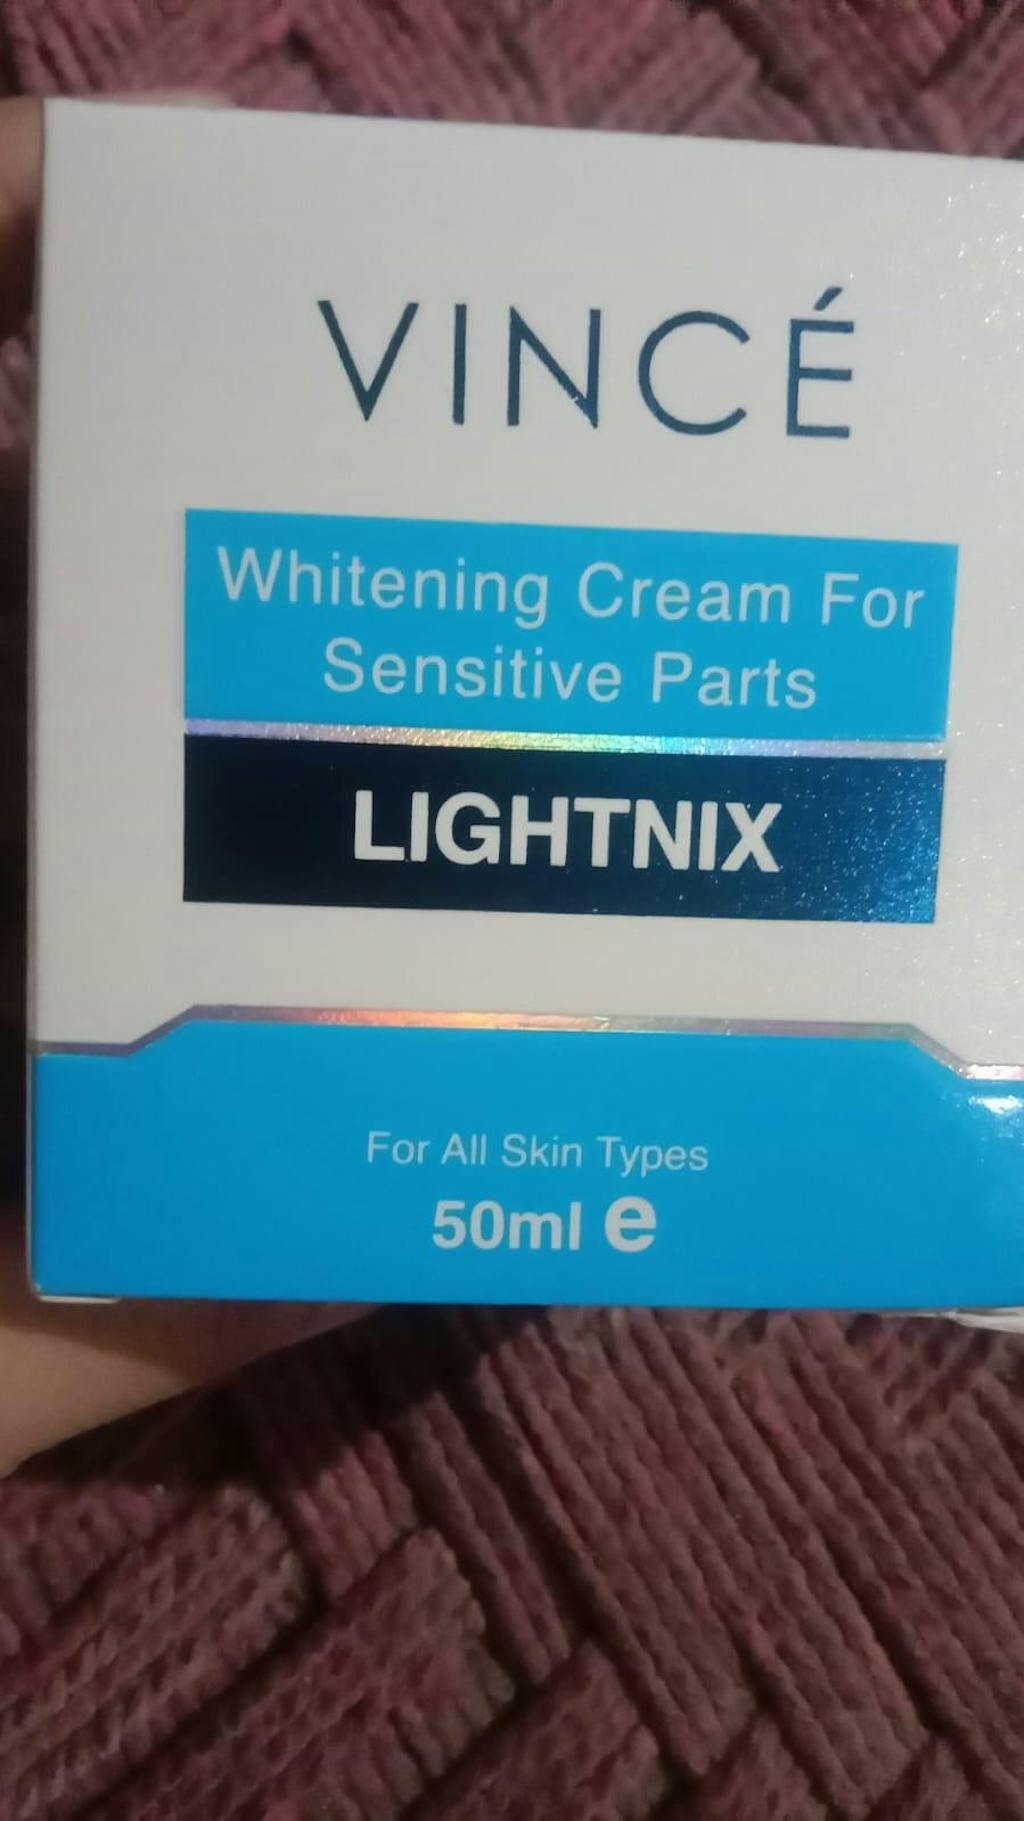 VINCÉ
Whitening Cream For
Sensitive Parts
LIGHTNIX
For All Skin Types
50ml e